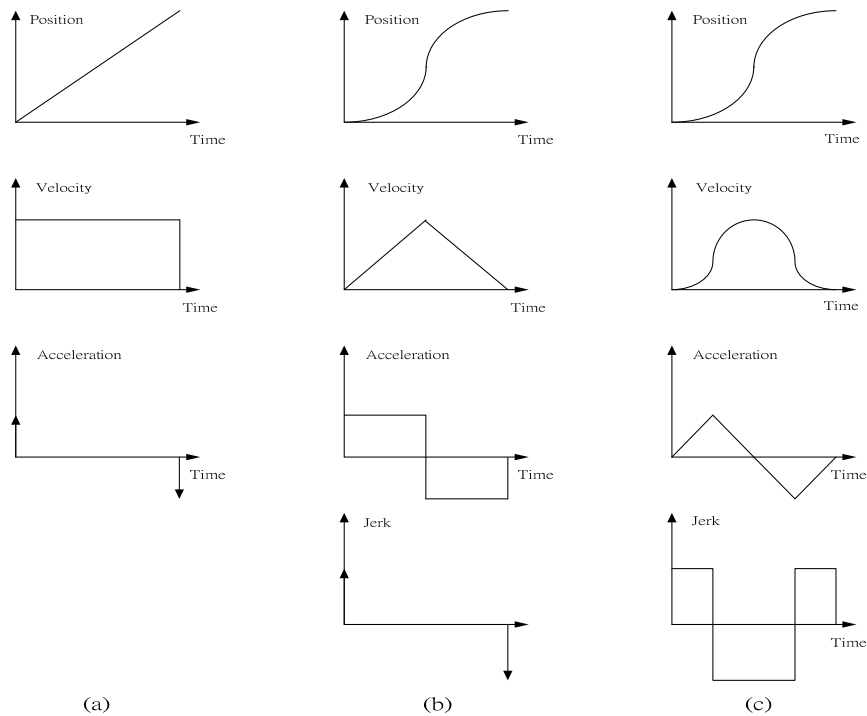 Position
Time
Velocity
Time
Acceleration
Time
(a)
Position
Time
Velocity
Time
Acceleration
Time
Jerk
(b)
Position
Time
Velocity
Time
Acceleration
Time
Jerk
Time
(c)